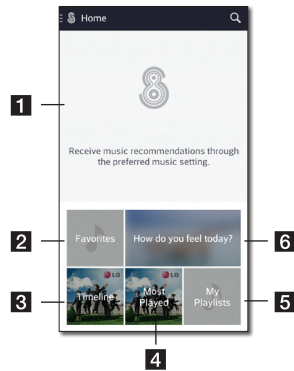 Home
1
Receive music recommendations through
the preferred music setting.
2
Favorites
How do you feel today?
6
3
LG
Timeline
LG
Most
Played
My
Playlists
5
4